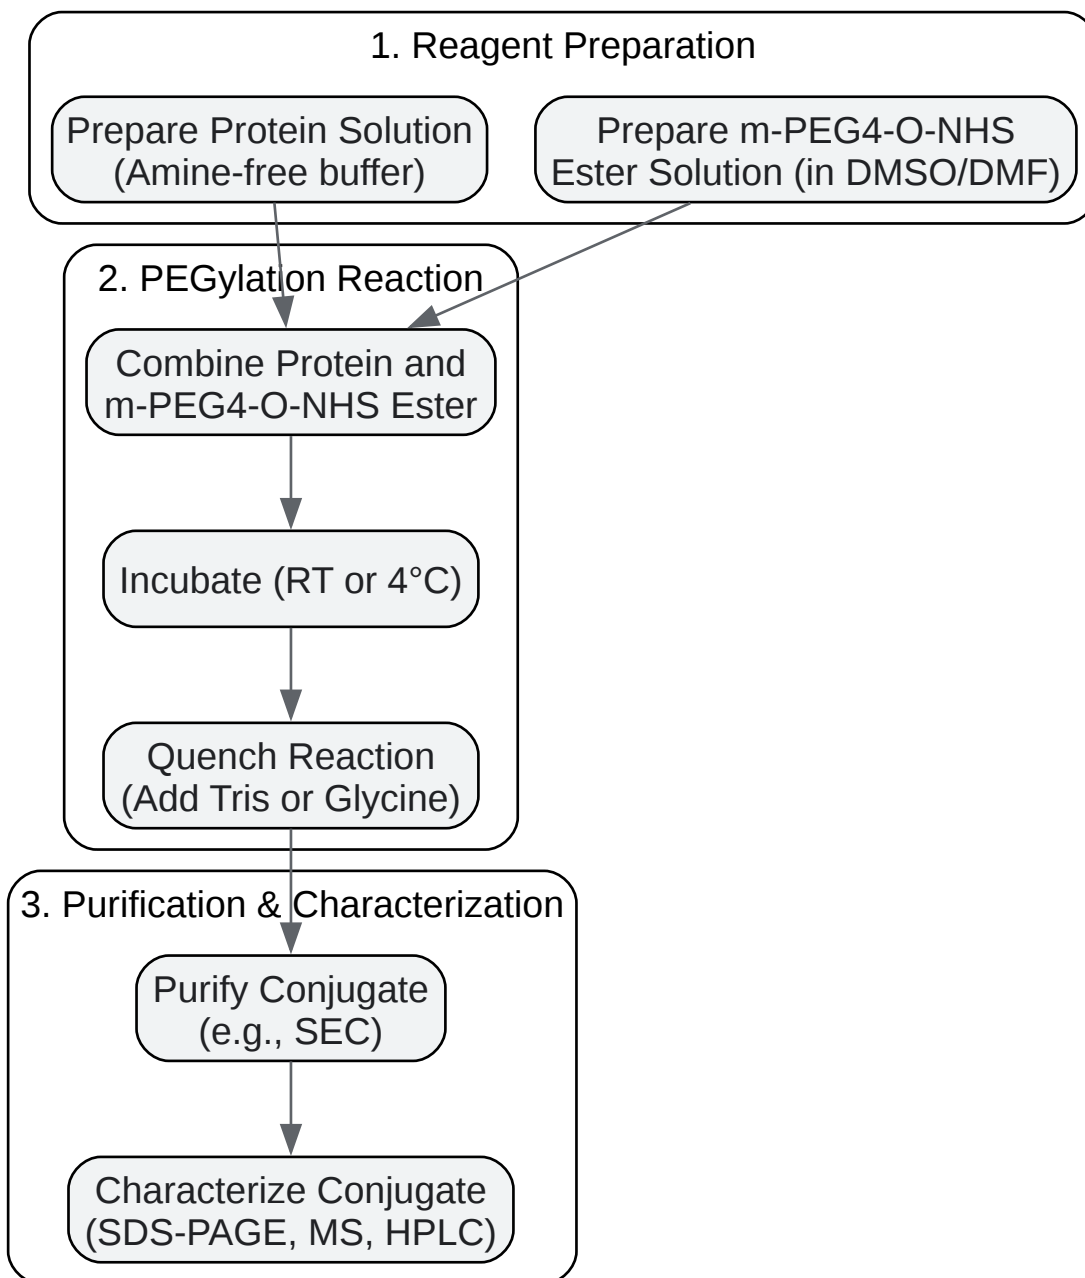 1. Reagent Preparation
Prepare Protein Solution
(Amine-free buffer)
Prepare m-PEG4-O-NHS
Ester Solution (in DMSO/DMF)
2. PEGylation Reaction
Combine Protein and
m-PEG4-O-NHS Ester
Incubate (RT or 4°C)
Quench Reaction
(Add Tris or Glycine)
3. Purification & Characterization
Purify Conjugate
(e.g., SEC)
Characterize Conjugate
(SDS-PAGE, MS, HPLC)